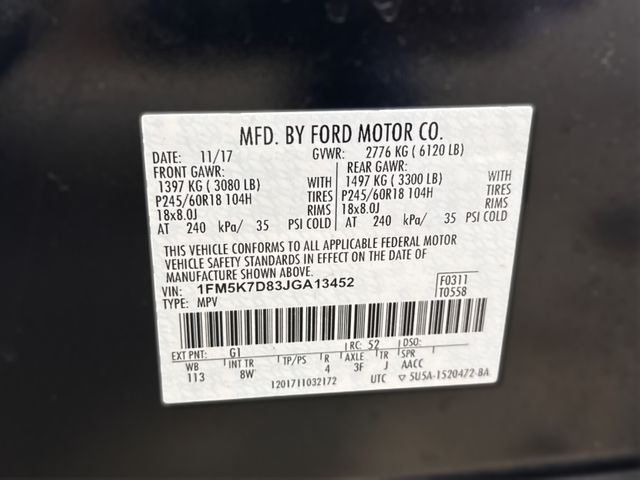 MFD. BY FORD MOTOR CO.
DATE: 11/17 GVWR: 2776 KG ( 6120 LB)
FRONT GAWR: REAR GAWR:
1397 KG ( 3080 LB) WITH 1497 KG ( 3300 LB) WITH
P245/60R18 104H TIRES P245/60R18 104H TIRES
18x8.0J RIMS 18x8.0J RIMS
AT 240 kPa/ 35 PSI COLD AT 240 kPa/ 35 PSI COLD
THIS VEHICLE CONFORMS TO ALL APPLICABLE FEDERAL MOTOR
VEHICLE SAFETY STANDARDS IN EFFECT ON THE DATE OF
MANUFACTURE SHOWN ABOVE.
VIN: 1FM5K7D83JGA13452 F0311
TYPE: MPV T0558
EXT PNT: G1 RC: 52 DSO:
WB INT TR TP/PS R AXLE TR SPR
113 8W 4 3F J AACC
1201711032172 UTC ▽ 5U5A-1520472-BA